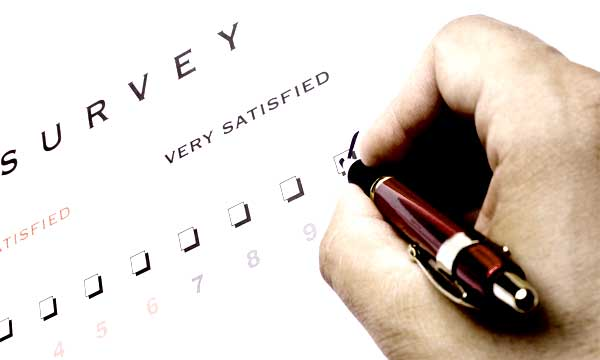 SURVEY
VERY SATISFIED
ATISFIED
4 5 6 7 8 9